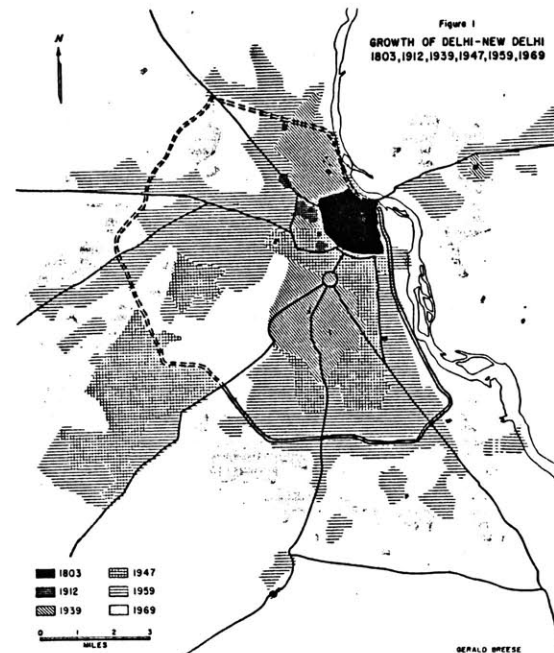 Figure 1
GROWTH OF DELHI-NEW DELHI
1803, 1912, 1939, 1947, 1959, 1969
N
1803
1947
1912
1959
1939
1969
0 1 2 3
MILES
GERALD BREESE